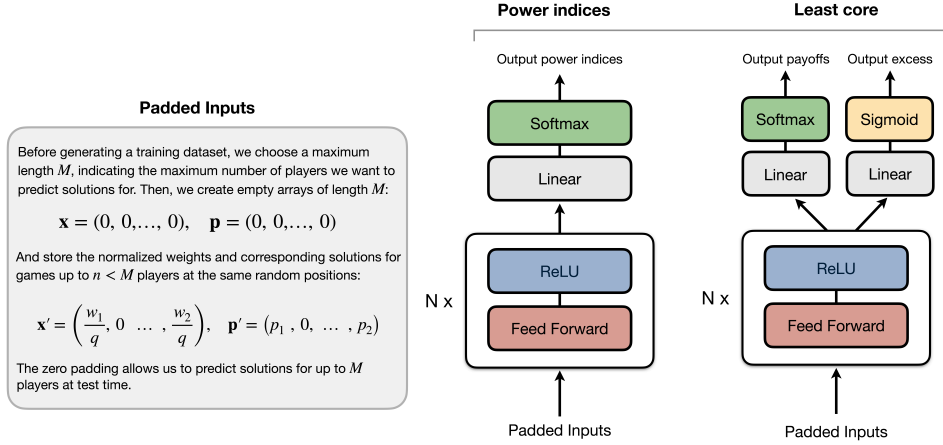 Padded Inputs
Before generating a training dataset, we choose a maximum
length M, indicating the maximum number of players we want to
predict solutions for. Then, we create empty arrays of length M:
x = (0, 0,…, 0), p = (0, 0,…, 0)
And store the normalized weights and corresponding solutions for
games up to n < M players at the same random positions:
x′ = (w₁/q, 0 … , w₂/q), p′ = (p₁ , 0, … , p₂)
The zero padding allows us to predict solutions for up to M
players at test time.
Power indices
Output power indices
Softmax
Linear
N x
ReLU
Feed Forward
Padded Inputs
Least core
Output payoffs Output excess
Softmax Sigmoid
Linear Linear
N x
ReLU
Feed Forward
Padded Inputs